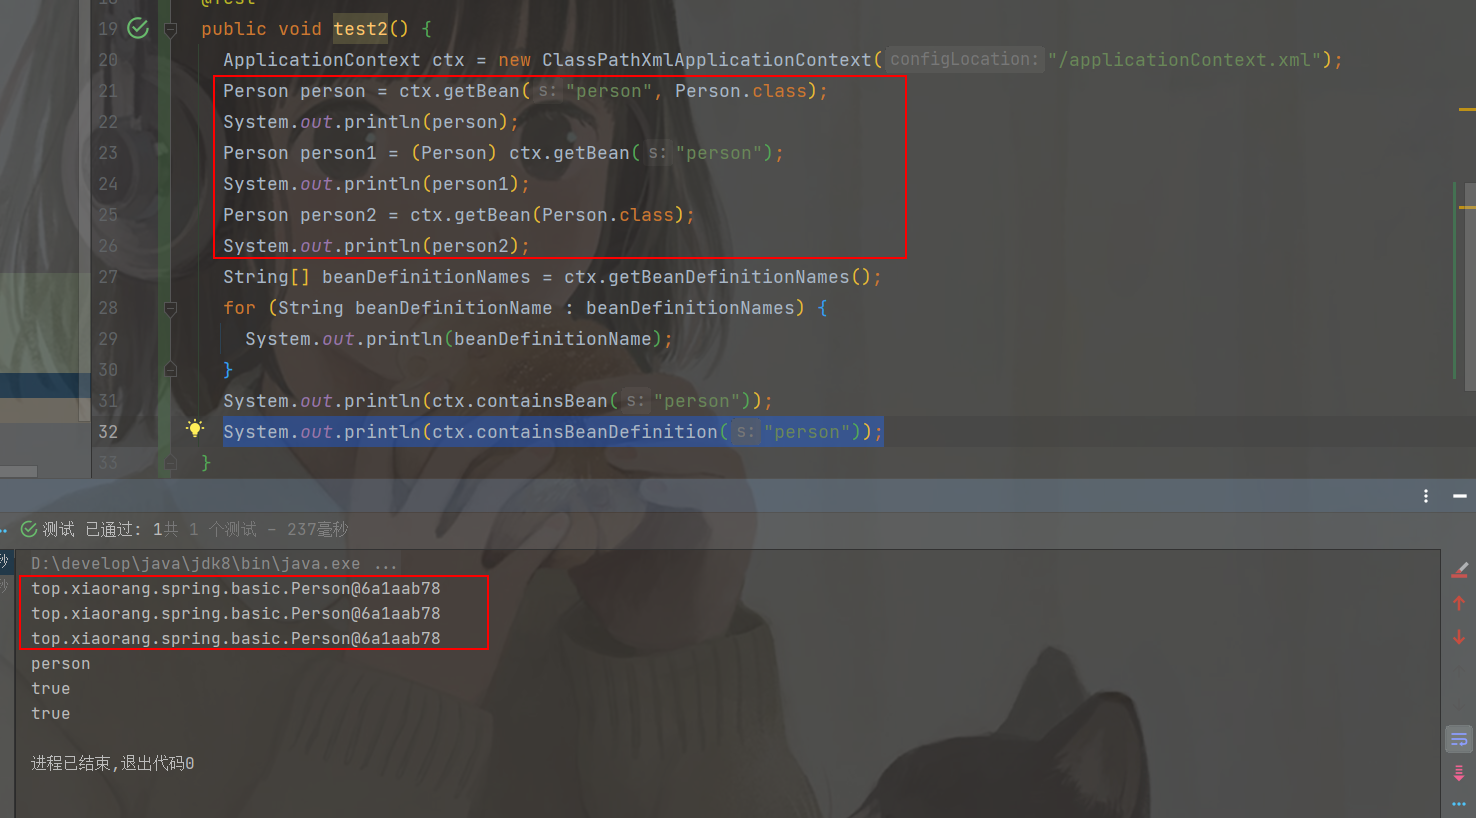 18 @Test
19 public void test2() {
20 ApplicationContext ctx = new ClassPathXmlApplicationContext( configLocation: "/applicationContext.xml");
21 Person person = ctx.getBean( s: "person", Person.class);
22 System.out.println(person);
23 Person person1 = (Person) ctx.getBean( s: "person");
24 System.out.println(person1);
25 Person person2 = ctx.getBean(Person.class);
26 System.out.println(person2);
27 String[] beanDefinitionNames = ctx.getBeanDefinitionNames();
28 for (String beanDefinitionName : beanDefinitionNames) {
29 System.out.println(beanDefinitionName);
30 }
31 System.out.println(ctx.containsBean( s: "person"));
32 System.out.println(ctx.containsBeanDefinition( s: "person"));
33 }
测试 已通过: 1共 1 个测试 – 237毫秒
秒
D:\develop\java\jdk8\bin\java.exe ...
秒
top.xiaorang.spring.basic.Person@6a1aab78
top.xiaorang.spring.basic.Person@6a1aab78
top.xiaorang.spring.basic.Person@6a1aab78
person
true
true
进程已结束,退出代码0